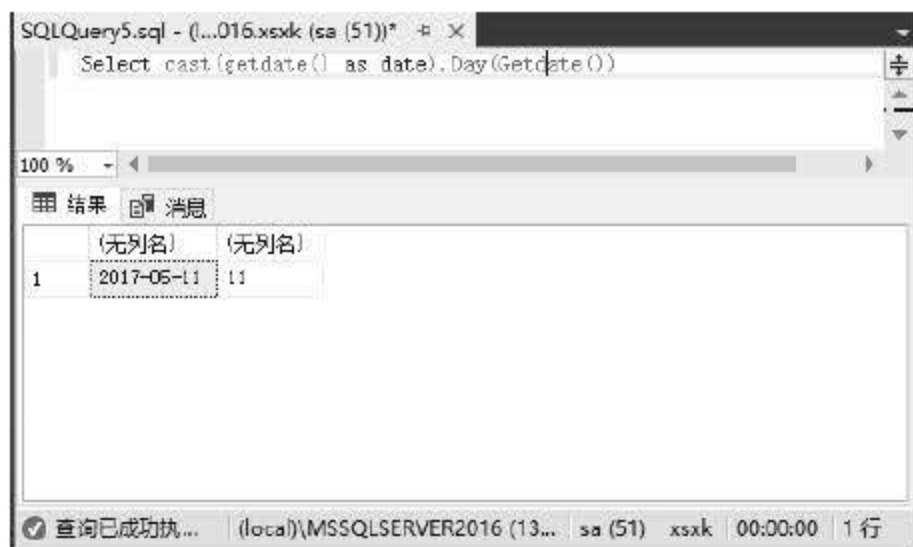 SQLQuery5.sql - (l...016.xsxk (sa (51))*
Select cast(getdate() as date),Day(Getdate())
100 %
结果 消息
(无列名) (无列名)
1 2017-05-11 11
查询已成功执... (local)\MSSQLSERVER2016 (13... sa (51) xsxk 00:00:00 1 行